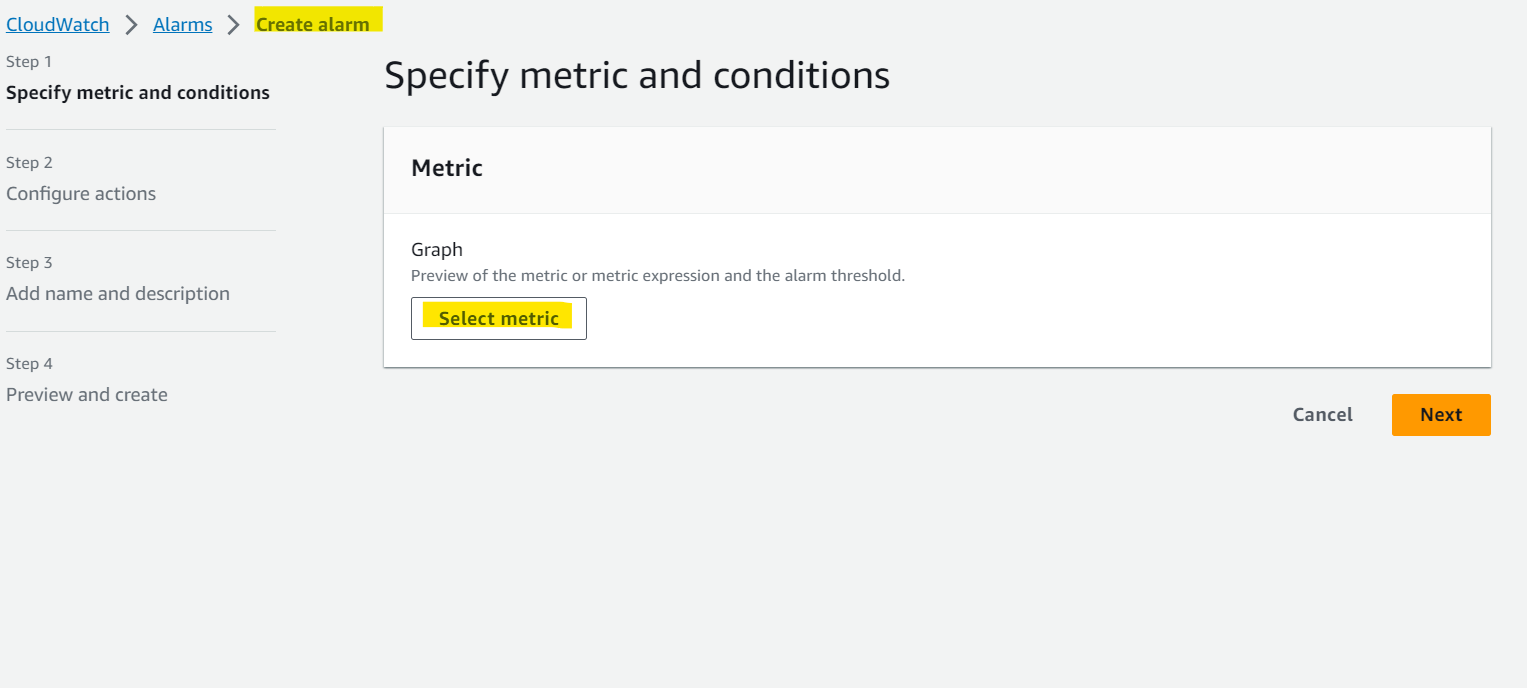 CloudWatch > Alarms > Create alarm
Step 1
Specify metric and conditions
Step 2
Configure actions
Step 3
Add name and description
Step 4
Preview and create
Specify metric and conditions
Metric
Graph
Preview of the metric or metric expression and the alarm threshold.
Select metric
Cancel
Next